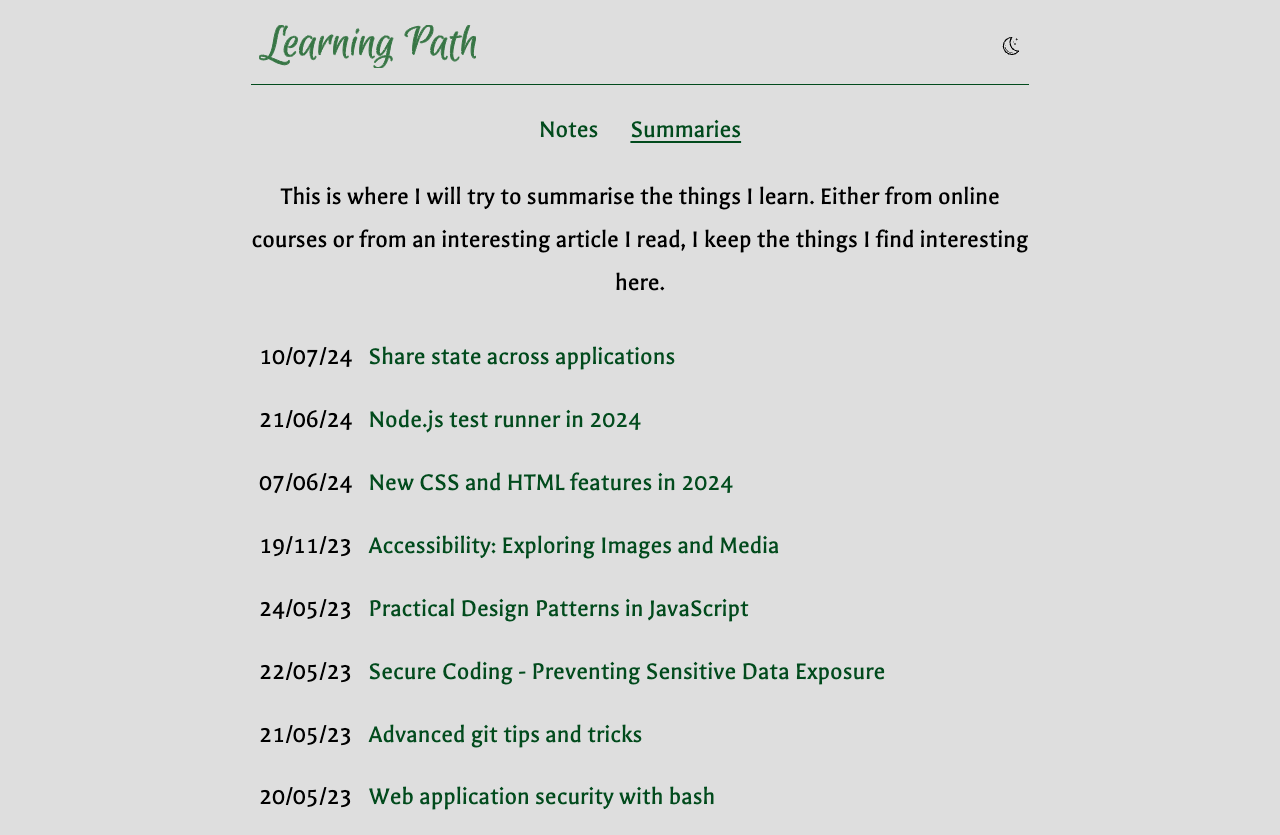 Learning Path
Notes Summaries
This is where I will try to summarise the things I learn. Either from online
courses or from an interesting article I read, I keep the things I find interesting
here.
10/07/24 Share state across applications
21/06/24 Node.js test runner in 2024
07/06/24 New CSS and HTML features in 2024
19/11/23 Accessibility: Exploring Images and Media
24/05/23 Practical Design Patterns in JavaScript
22/05/23 Secure Coding - Preventing Sensitive Data Exposure
21/05/23 Advanced git tips and tricks
20/05/23 Web application security with bash